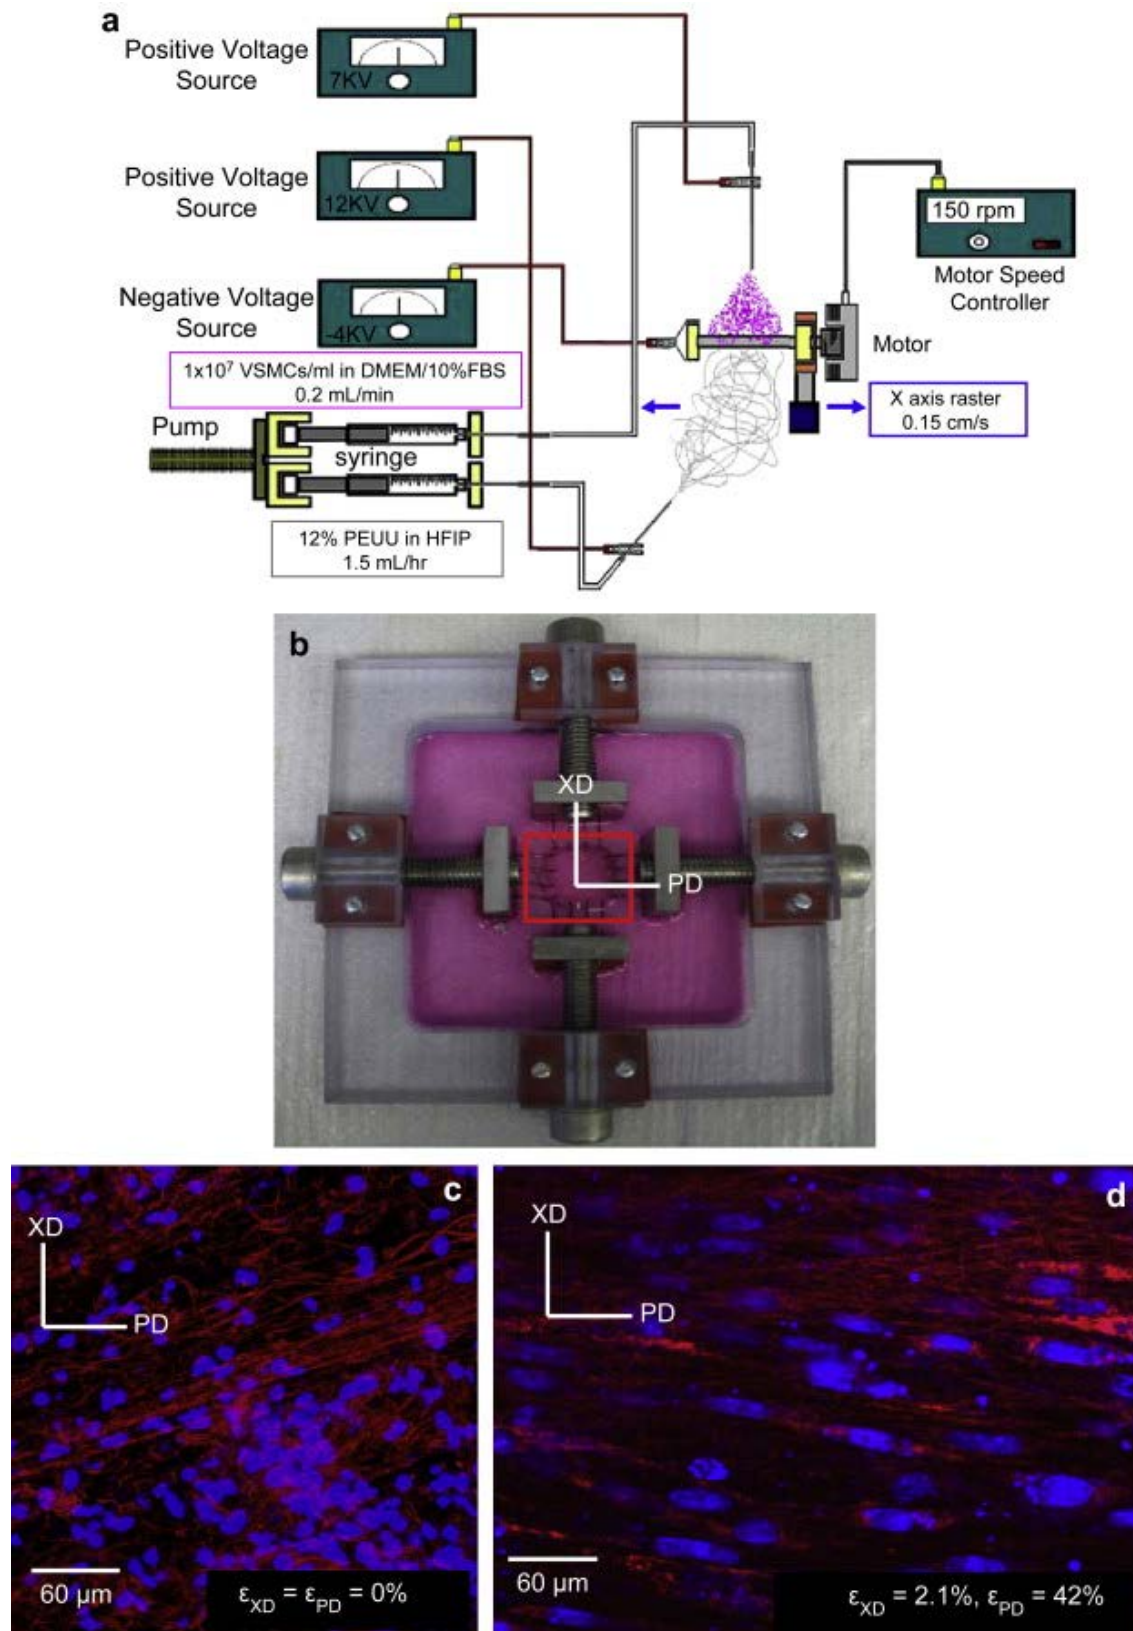 a
Positive Voltage
Source
7KV
Positive Voltage
Source
12KV
150 rpm
Motor Speed
Controller
Negative Voltage
Source
-4KV
Motor
1x10⁷ VSMCs/ml in DMEM/10%FBS
0.2 mL/min
X axis raster
0.15 cm/s
Pump
syringe
12% PEUU in HFIP
1.5 mL/hr
b
XD
PD
c
XD
PD
60 μm
ε_XD = ε_PD = 0%
d
XD
PD
60 μm
ε_XD = 2.1%, ε_PD = 42%